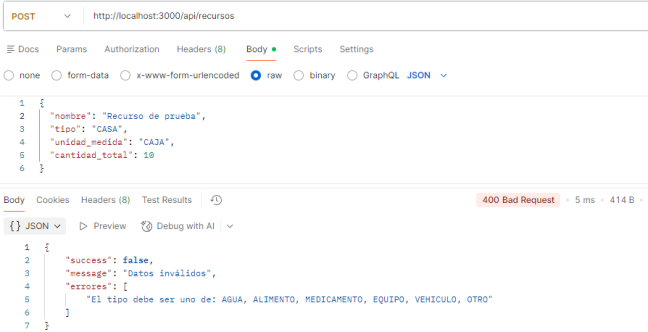 POST http://localhost:3000/api/recursos
Docs Params Authorization Headers (8) Body Scripts Settings
none form-data x-www-form-urlencoded raw binary GraphQL JSON
1 {
2 "nombre": "Recurso de prueba",
3 "tipo": "CASA",
4 "unidad_medida": "CAJA",
5 "cantidad_total": 10
6 }
Body Cookies Headers (8) Test Results 400 Bad Request • 5 ms • 414 B •
{} JSON Preview Debug with AI
1 {
2 "success": false,
3 "message": "Datos inválidos",
4 "errores": [
5 "El tipo debe ser uno de: AGUA, ALIMENTO, MEDICAMENTO, EQUIPO, VEHICULO, OTRO"
6 ]
7 }